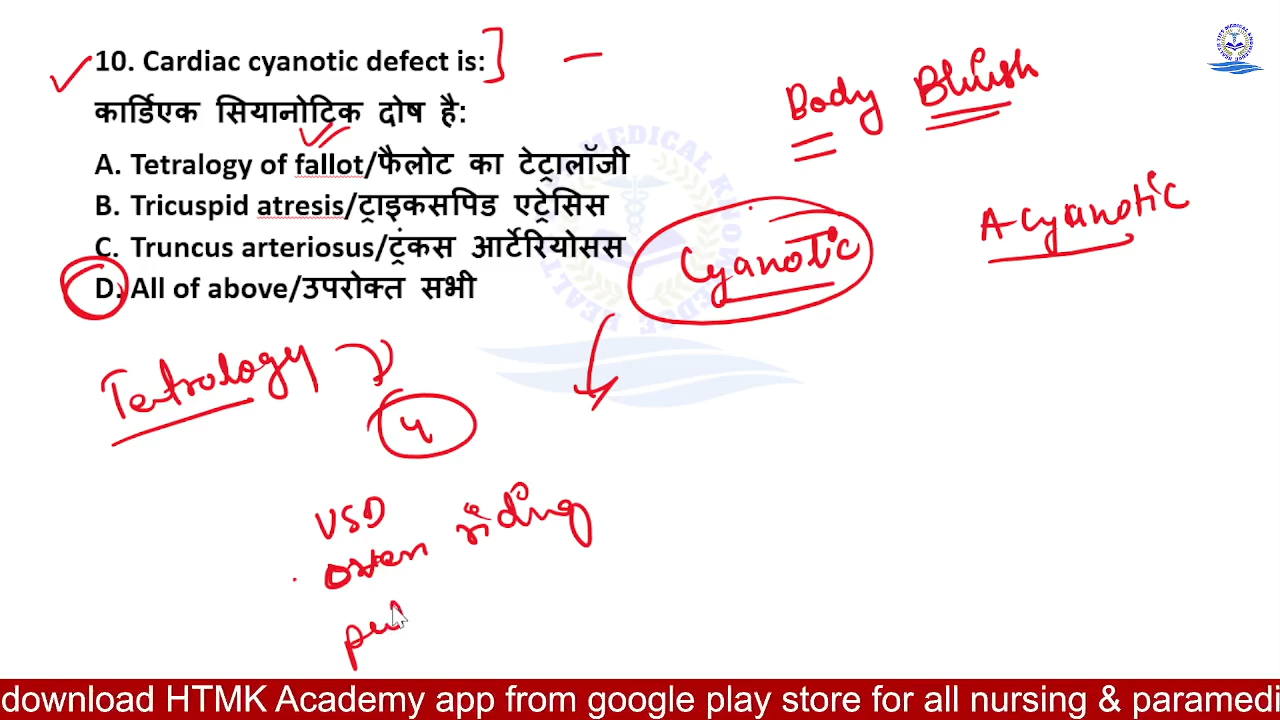 10. Cardiac cyanotic defect is:
कार्डिएक सियानोटिक दोष है:
A. Tetralogy of fallot/फैलोट का टेट्रालॉजी
B. Tricuspid atresis/ट्राइकसपिड एट्रेसिस
C. Truncus arteriosus/ट्रंकस आर्टेरियोसस
D. All of above/उपरोक्त सभी
Body Bluish
A-Cyanotic
Cyanotic
Tetrology
4
VSD
riding
download HTMK Academy app from google play store for all nursing & paramedi